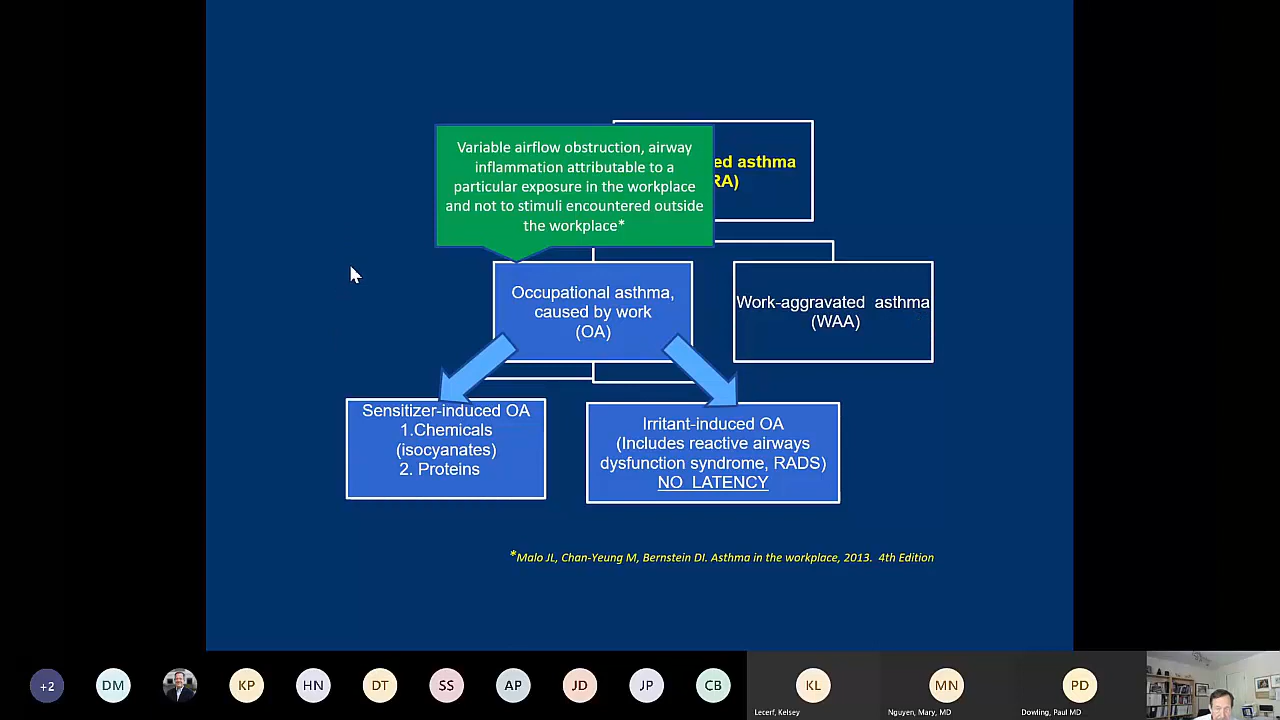 Variable airflow obstruction, airway
inflammation attributable to a
particular exposure in the workplace
and not to stimuli encountered outside
the workplace*
ed asthma
RA)
Occupational asthma,
caused by work
(OA)
Work-aggravated asthma
(WAA)
Sensitizer-induced OA
1.Chemicals
(isocyanates)
2. Proteins
Irritant-induced OA
(Includes reactive airways
dysfunction syndrome, RADS)
NO LATENCY
*Malo JL, Chan-Yeung M, Bernstein DI. Asthma in the workplace, 2013. 4th Edition
+2 DM KP HN DT SS AP JD JP CB KL MN PD
Lecerf, Kelsey Nguyen, Mary, MD Dowling, Paul MD